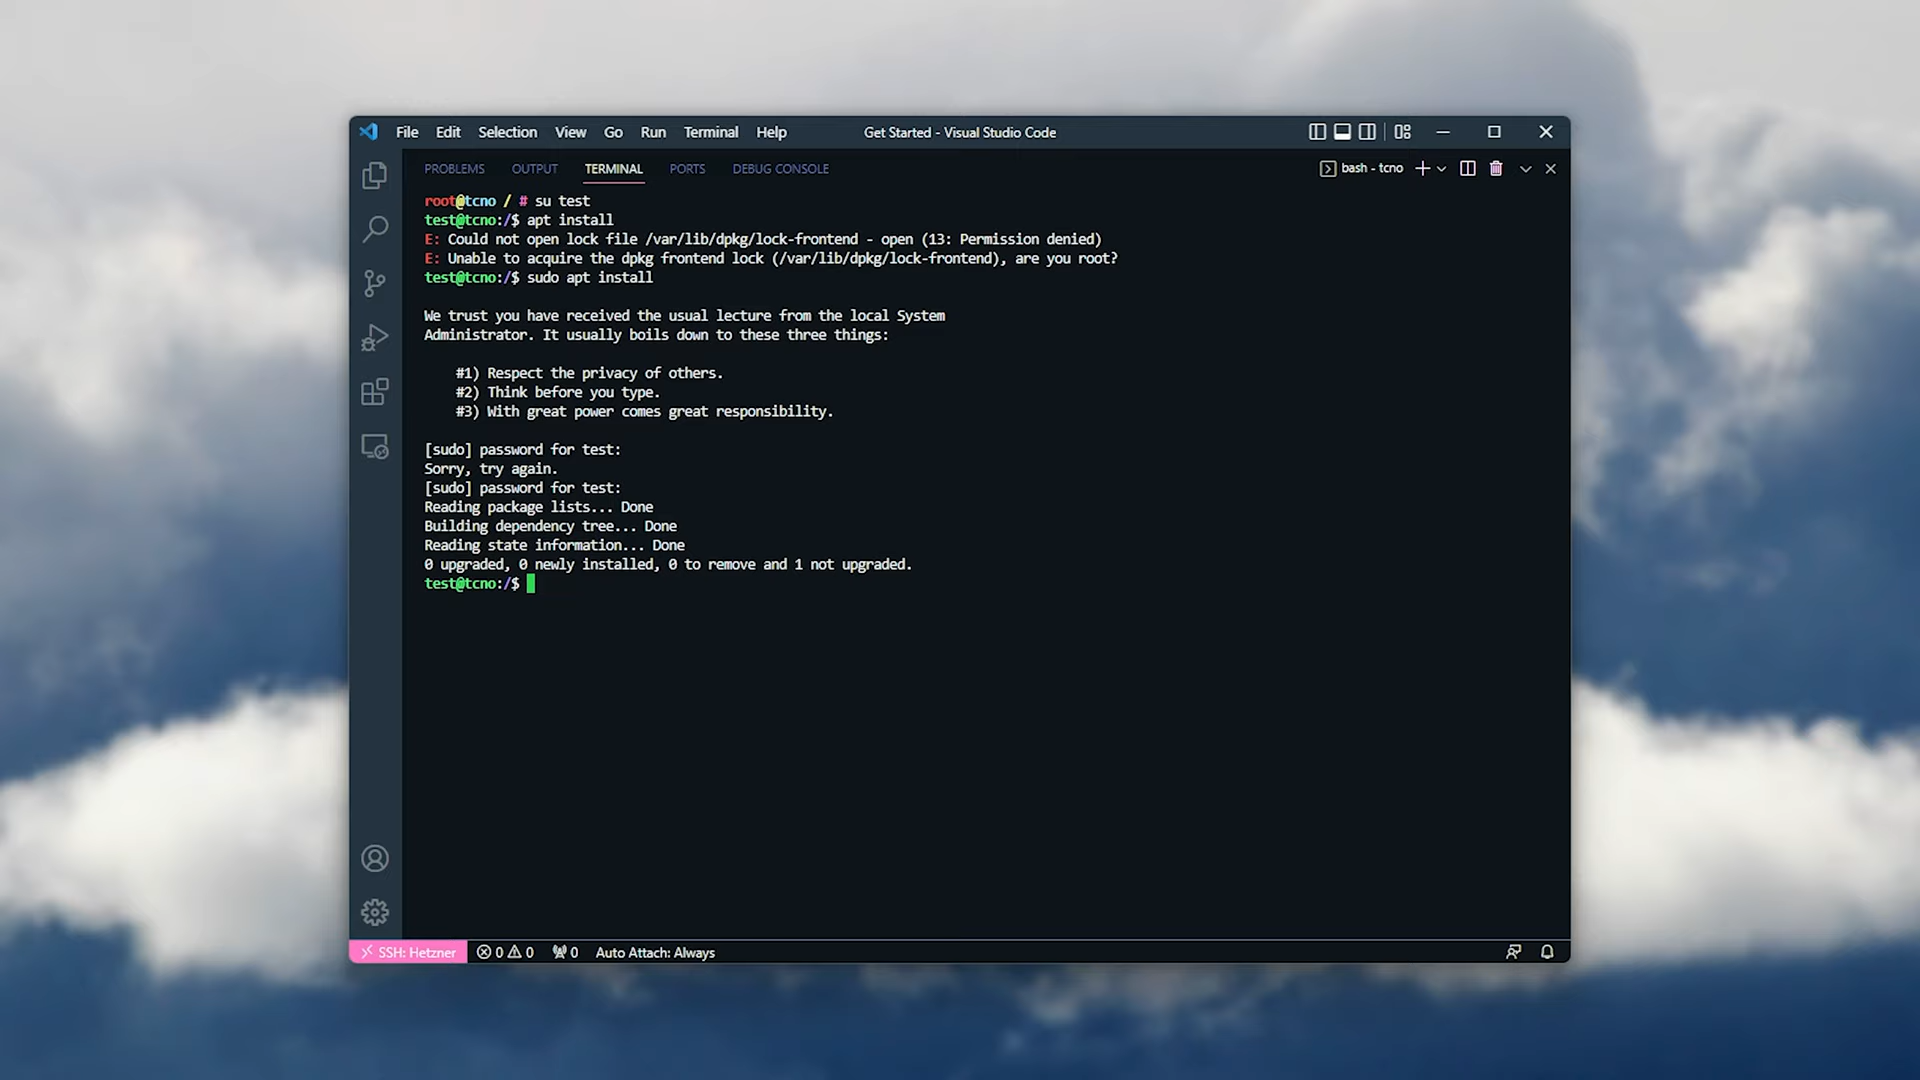 File Edit Selection View Go Run Terminal Help Get Started - Visual Studio Code
PROBLEMS OUTPUT TERMINAL PORTS DEBUG CONSOLE bash - tcno
root@tcno / # su test
test@tcno:/$ apt install
E: Could not open lock file /var/lib/dpkg/lock-frontend - open (13: Permission denied)
E: Unable to acquire the dpkg frontend lock (/var/lib/dpkg/lock-frontend), are you root?
test@tcno:/$ sudo apt install
We trust you have received the usual lecture from the local System
Administrator. It usually boils down to these three things:
#1) Respect the privacy of others.
#2) Think before you type.
#3) With great power comes great responsibility.
[sudo] password for test:
Sorry, try again.
[sudo] password for test:
Reading package lists... Done
Building dependency tree... Done
Reading state information... Done
0 upgraded, 0 newly installed, 0 to remove and 1 not upgraded.
test@tcno:/$
SSH: Hetzner 0 0 0 Auto Attach: Always